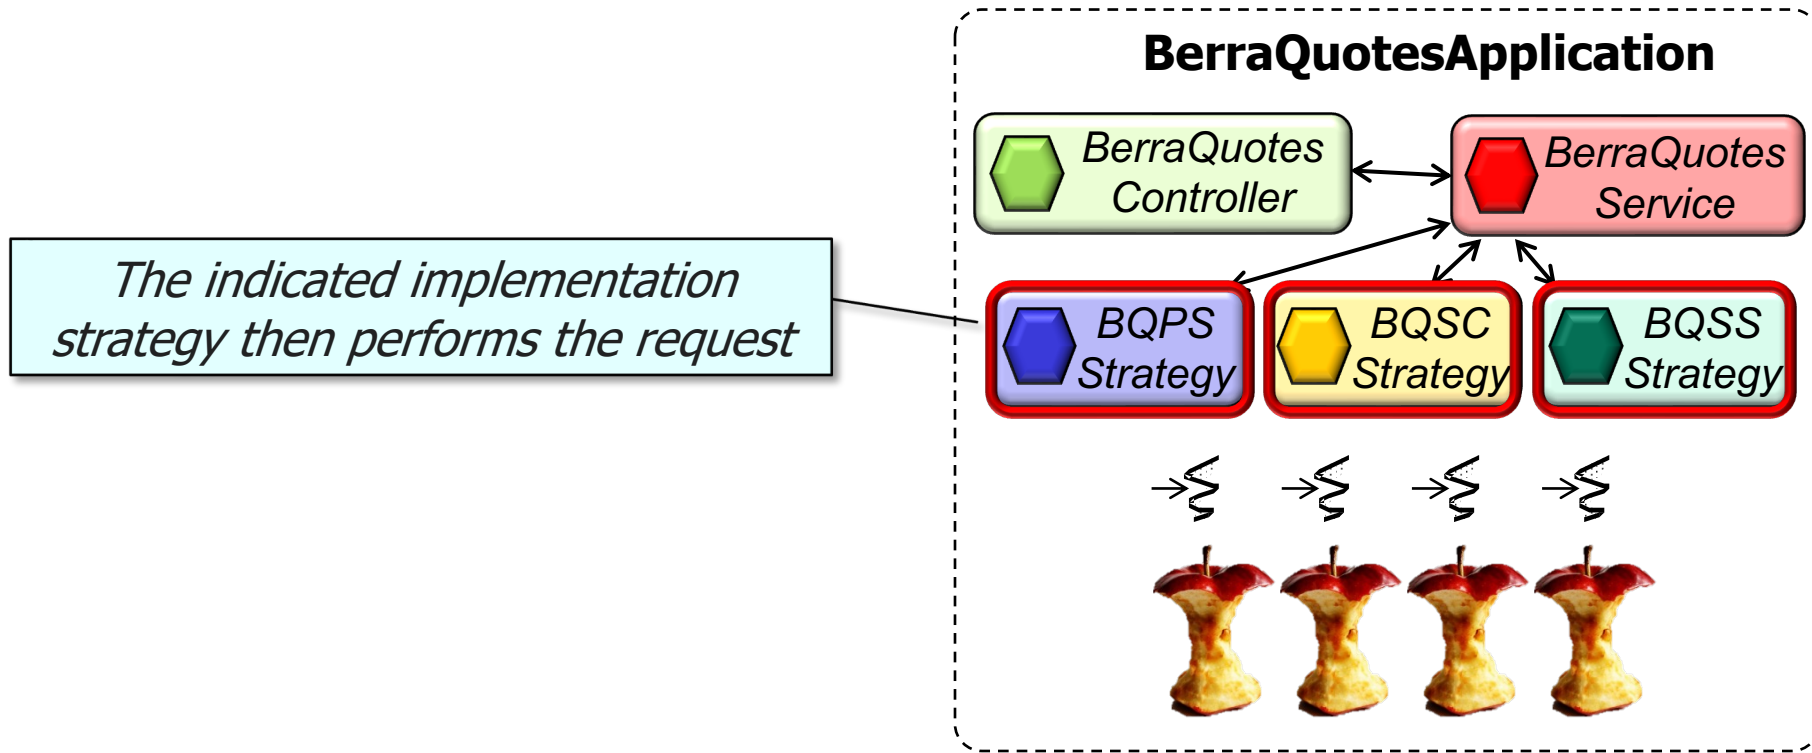 BerraQuotesApplication
BerraQuotes
Controller
BerraQuotes
Service
The indicated implementation
strategy then performs the request
BQPS
Strategy
BQSC
Strategy
BQSS
Strategy